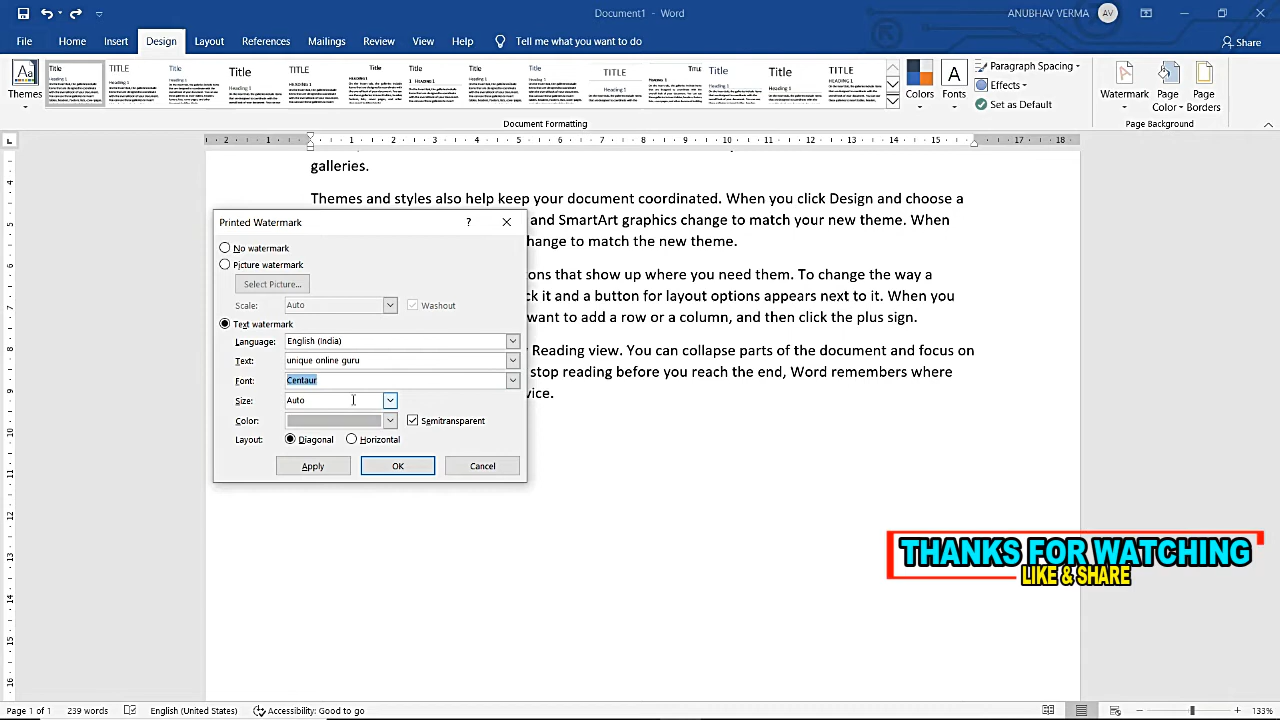 Document1 - Word
ANUBHAV VERMA AV
File Home Insert Design Layout References Mailings Review View Help Tell me what you want to do Share
Themes
Colors
Fonts
Paragraph Spacing
Effects
Set as Default
Watermark
Page Color
Page Borders
Document Formatting
Page Background
galleries.
Themes and styles also help keep your document coordinated. When you click Design and choose a
and SmartArt graphics change to match your new theme. When
hange to match the new theme.
ons that show up where you need them. To change the way a
ck it and a button for layout options appears next to it. When you
want to add a row or a column, and then click the plus sign.
Reading view. You can collapse parts of the document and focus on
stop reading before you reach the end, Word remembers where
vice.
Printed Watermark ?
No watermark
Picture watermark
Select Picture...
Scale: Auto Washout
Text watermark
Language: English (India)
Text: unique online guru
Font: Centaur
Size: Auto
Color: Semitransparent
Layout: Diagonal Horizontal
Apply OK Cancel
THANKS FOR WATCHING
LIKE & SHARE
Page 1 of 1 239 words English (United States) Accessibility: Good to go 133%